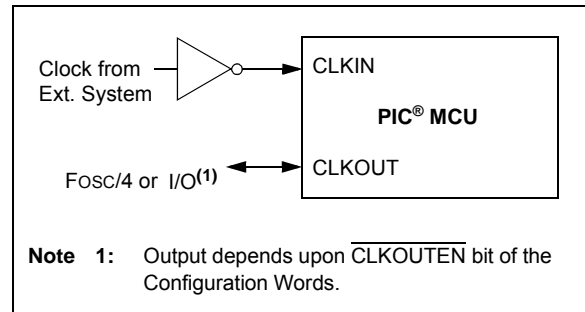 Clock from
Ext. System
CLKIN
PIC® MCU
FOSC/4 or I/O(1)
CLKOUT
Note 1: Output depends upon CLKOUTEN bit of the
Configuration Words.